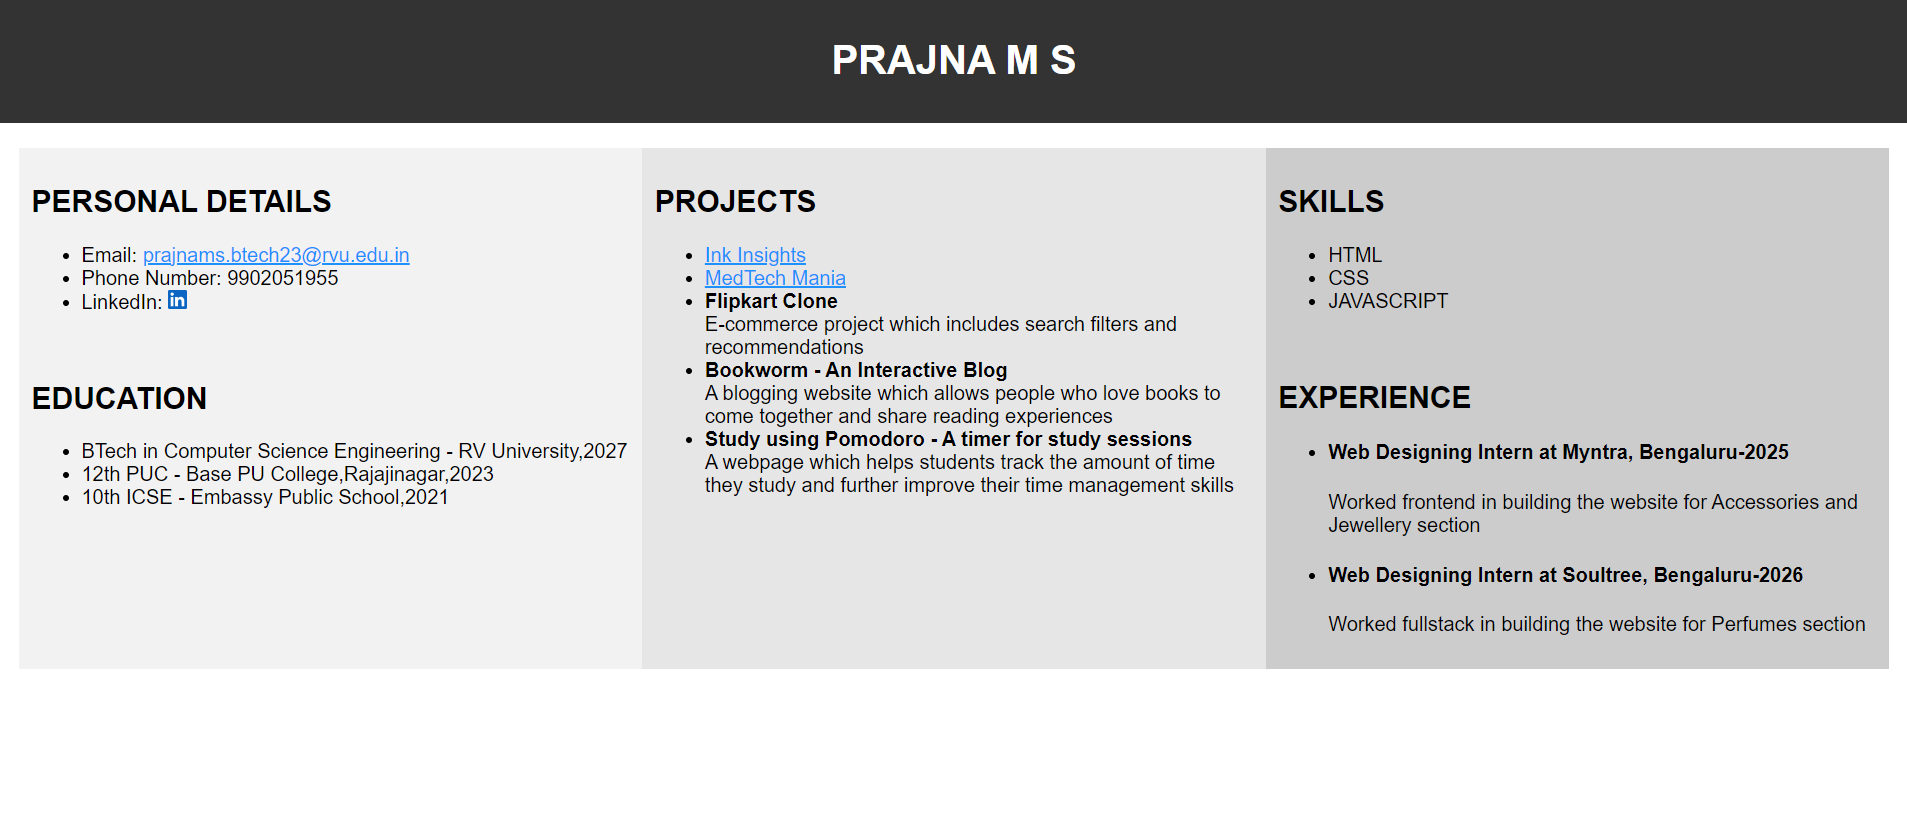 PRAJNA M S
PERSONAL DETAILS
Email: prajnams.btech23@rvu.edu.in
Phone Number: 9902051955
LinkedIn: in
EDUCATION
BTech in Computer Science Engineering - RV University,2027
12th PUC - Base PU College,Rajajinagar,2023
10th ICSE - Embassy Public School,2021
PROJECTS
Ink Insights
MedTech Mania
Flipkart Clone
E-commerce project which includes search filters and
recommendations
Bookworm - An Interactive Blog
A blogging website which allows people who love books to
come together and share reading experiences
Study using Pomodoro - A timer for study sessions
A webpage which helps students track the amount of time
they study and further improve their time management skills
SKILLS
HTML
CSS
JAVASCRIPT
EXPERIENCE
Web Designing Intern at Myntra, Bengaluru-2025
Worked frontend in building the website for Accessories and
Jewellery section
Web Designing Intern at Soultree, Bengaluru-2026
Worked fullstack in building the website for Perfumes section